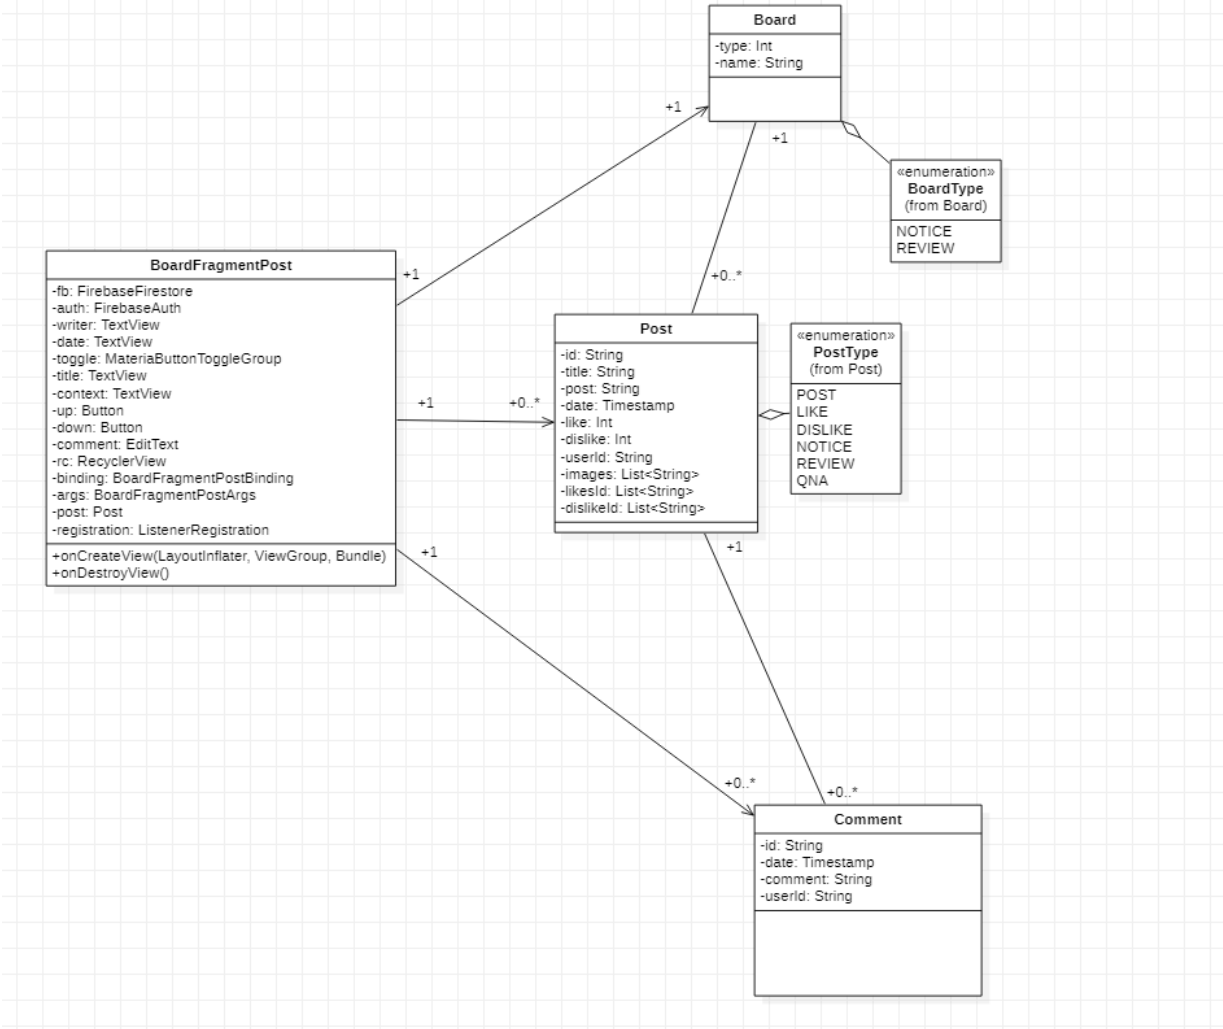 Board
-type: Int
-name: String
+1
+1
«enumeration»
BoardType
(from Board)
NOTICE
REVIEW
BoardFragmentPost
-fb: FirebaseFirestore
-auth: FirebaseAuth
-writer: TextView
-date: TextView
-toggle: MateriaButtonToggleGroup
-title: TextView
-context: TextView
-up: Button
-down: Button
-comment: EditText
-rc: RecyclerView
-binding: BoardFragmentPostBinding
-args: BoardFragmentPostArgs
-post: Post
-registration: ListenerRegistration
+onCreateView(LayoutInflater, ViewGroup, Bundle)
+onDestroyView()
+1
+0..*
+1
+0..*
+1
Post
-id: String
-title: String
-post: String
-date: Timestamp
-like: Int
-dislike: Int
-userId: String
-images: List<String>
-likesId: List<String>
-dislikeId: List<String>
«enumeration»
PostType
(from Post)
POST
LIKE
DISLIKE
NOTICE
REVIEW
QNA
+1
+0..*
+0..*
Comment
-id: String
-date: Timestamp
-comment: String
-userId: String